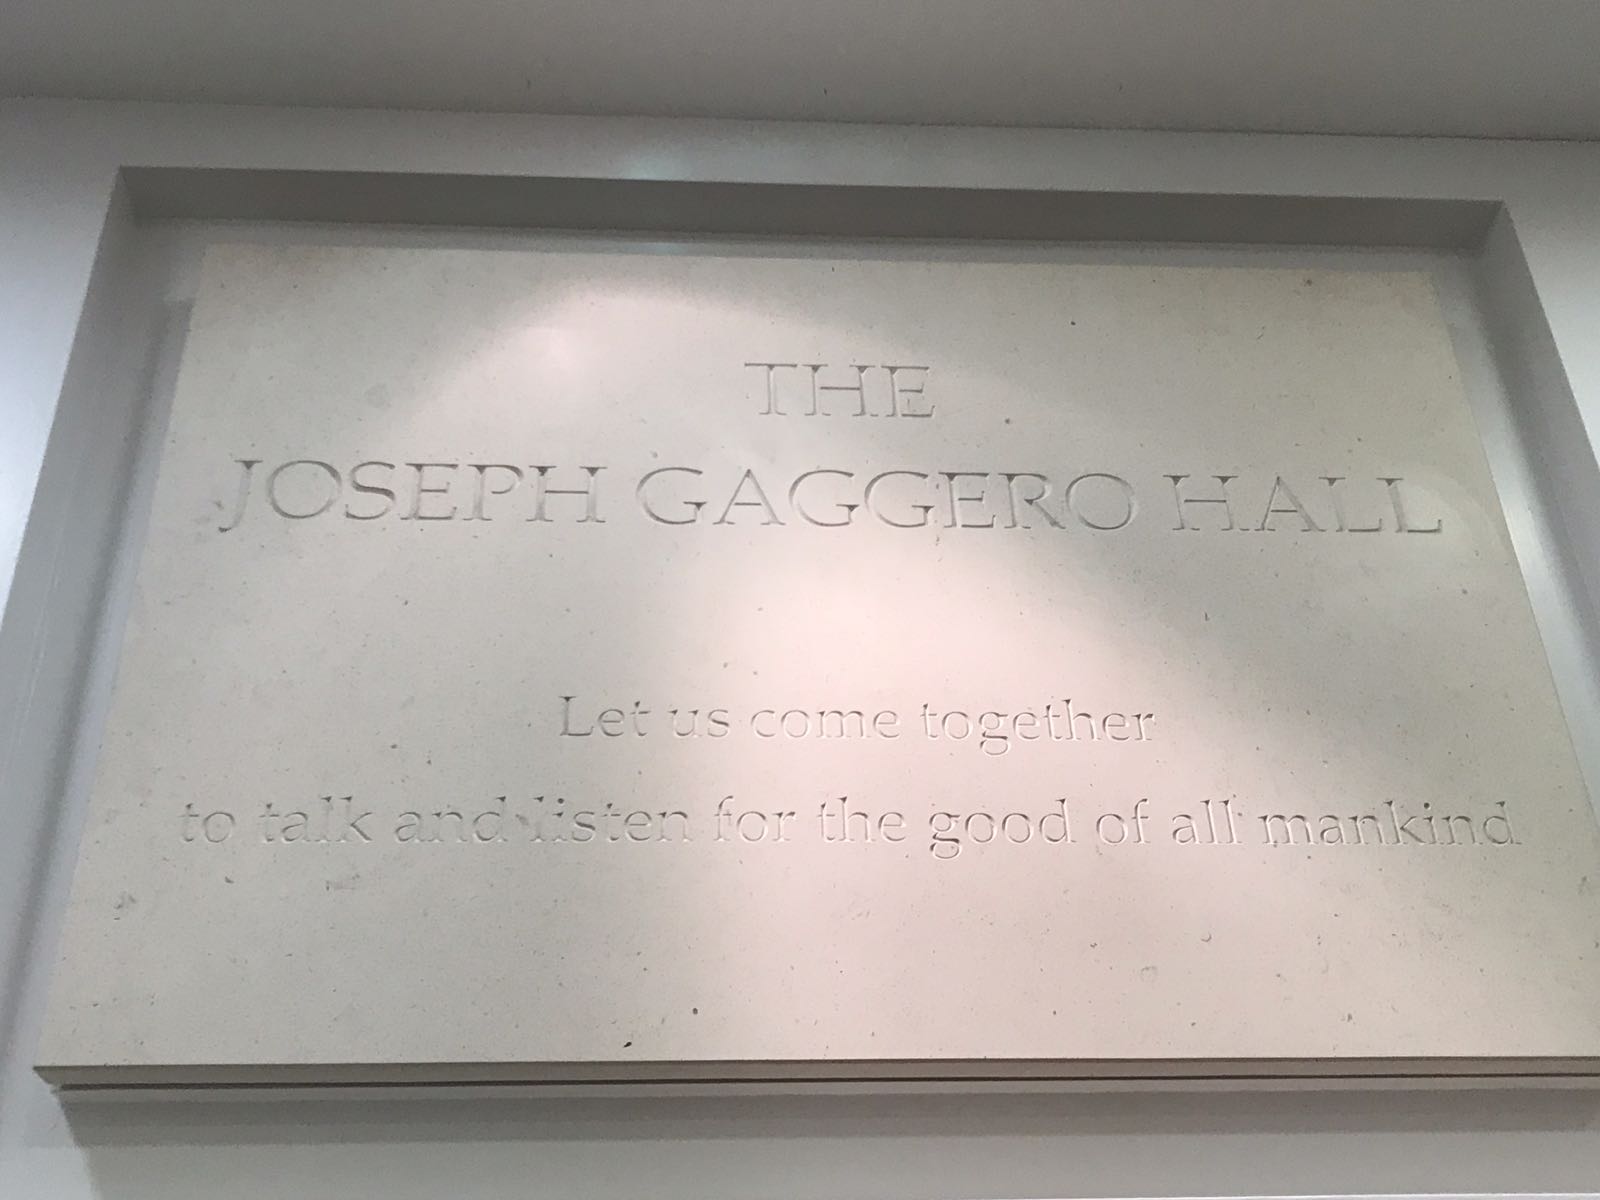 THE
JOSEPH GAGGERO HALL
Let us come together
to talk and listen for the good of all mankind